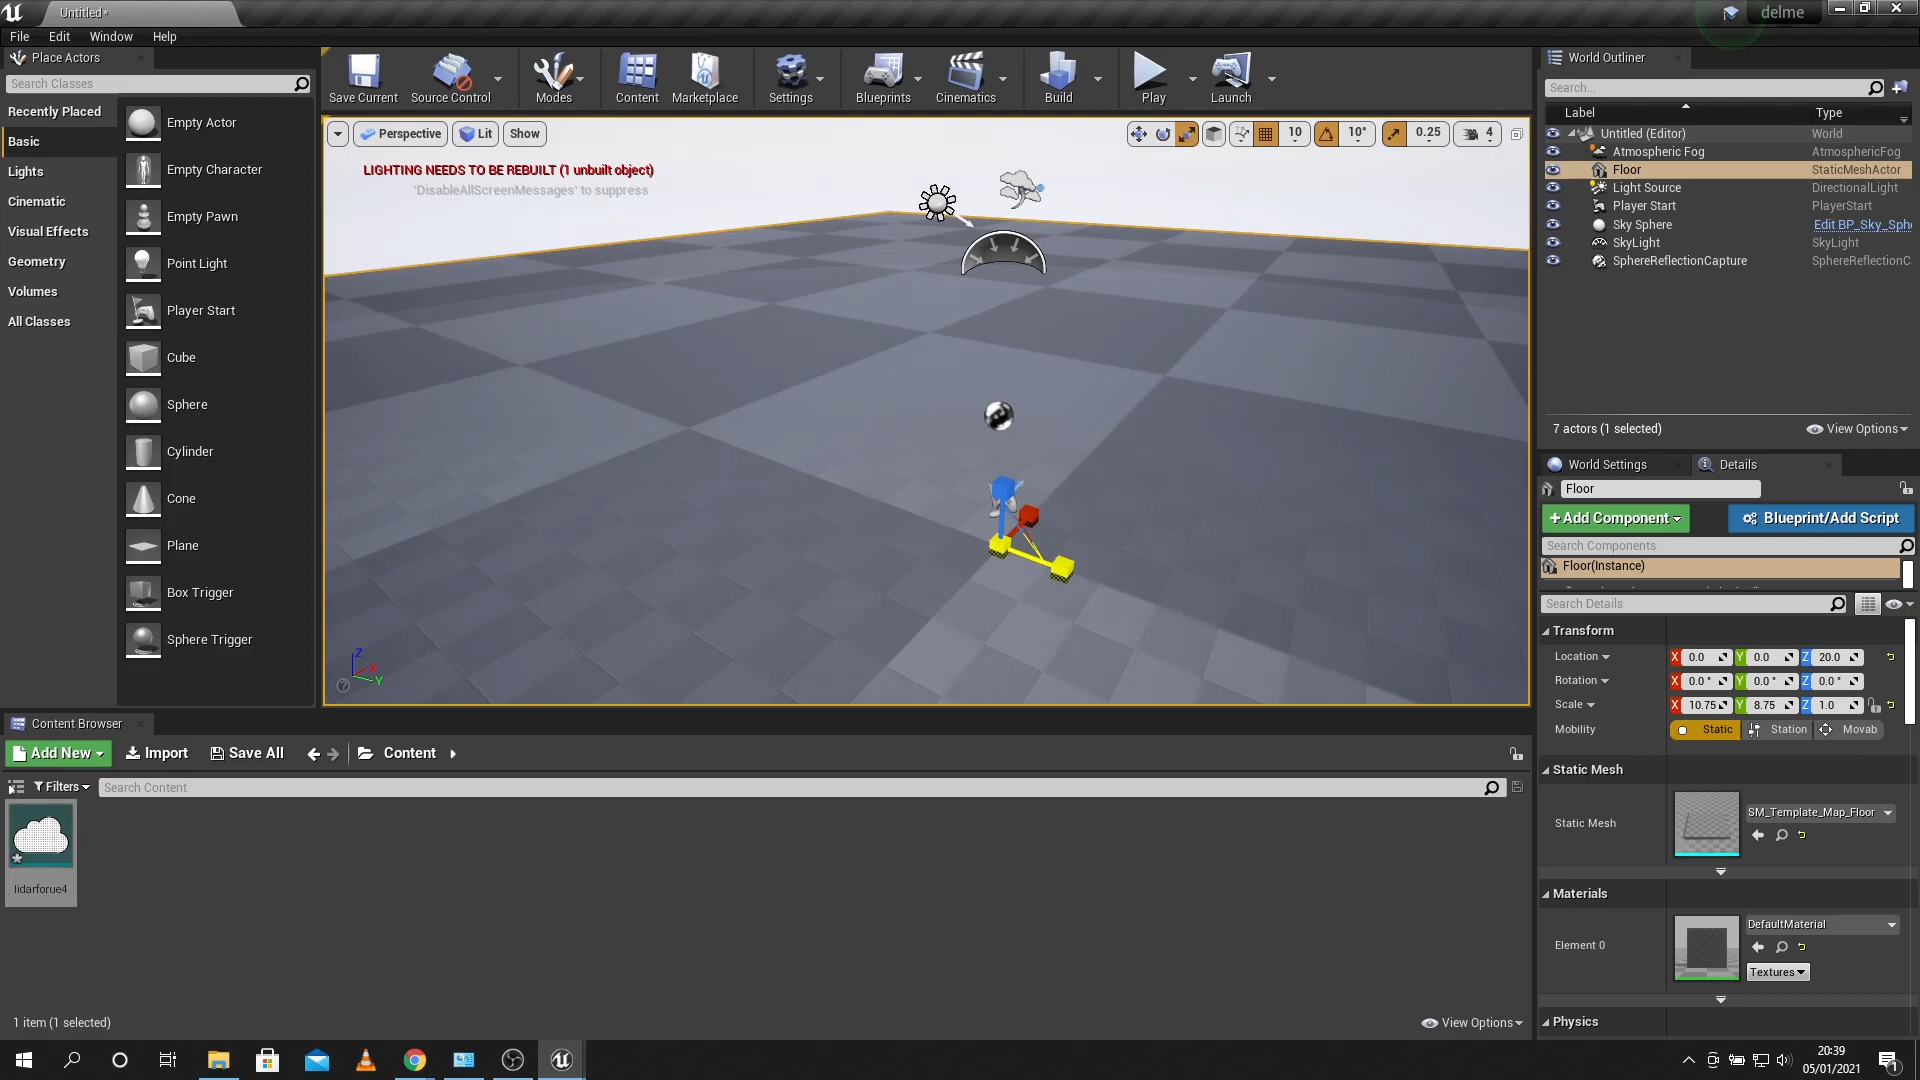 Untitled*
delme
File Edit Window Help
Place Actors
Search Classes
Recently Placed
Basic
Lights
Cinematic
Visual Effects
Geometry
Volumes
All Classes
Empty Actor
Empty Character
Empty Pawn
Point Light
Player Start
Cube
Sphere
Cylinder
Cone
Plane
Box Trigger
Sphere Trigger
Save Current Source Control Modes Content Marketplace Settings Blueprints Cinematics Build Play Launch
Perspective Lit Show
10 10° 0.25 4
LIGHTING NEEDS TO BE REBUILT (1 unbuilt object)
'DisableAllScreenMessages' to suppress
Z X Y
World Outliner
Search...
Label Type
Untitled (Editor) World
Atmospheric Fog AtmosphericFog
Floor StaticMeshActor
Light Source DirectionalLight
Player Start PlayerStart
Sky Sphere Edit BP_Sky_Sph
SkyLight SkyLight
SphereReflectionCapture SphereReflectionC
7 actors (1 selected) View Options
World Settings Details
Floor
+Add Component Blueprint/Add Script
Search Components
Floor(Instance)
Search Details
Transform
Location X 0.0 Y 0.0 Z 20.0
Rotation X 0.0° Y 0.0° Z 0.0°
Scale X 10.75 Y 8.75 Z 1.0
Mobility Static Station Movab
Static Mesh
Static Mesh SM_Template_Map_Floor
Materials
Element 0 DefaultMaterial
Textures
Physics
Content Browser
Add New Import Save All Content
Filters Search Content
lidarforue4
1 item (1 selected) View Options
20:39
05/01/2021
1